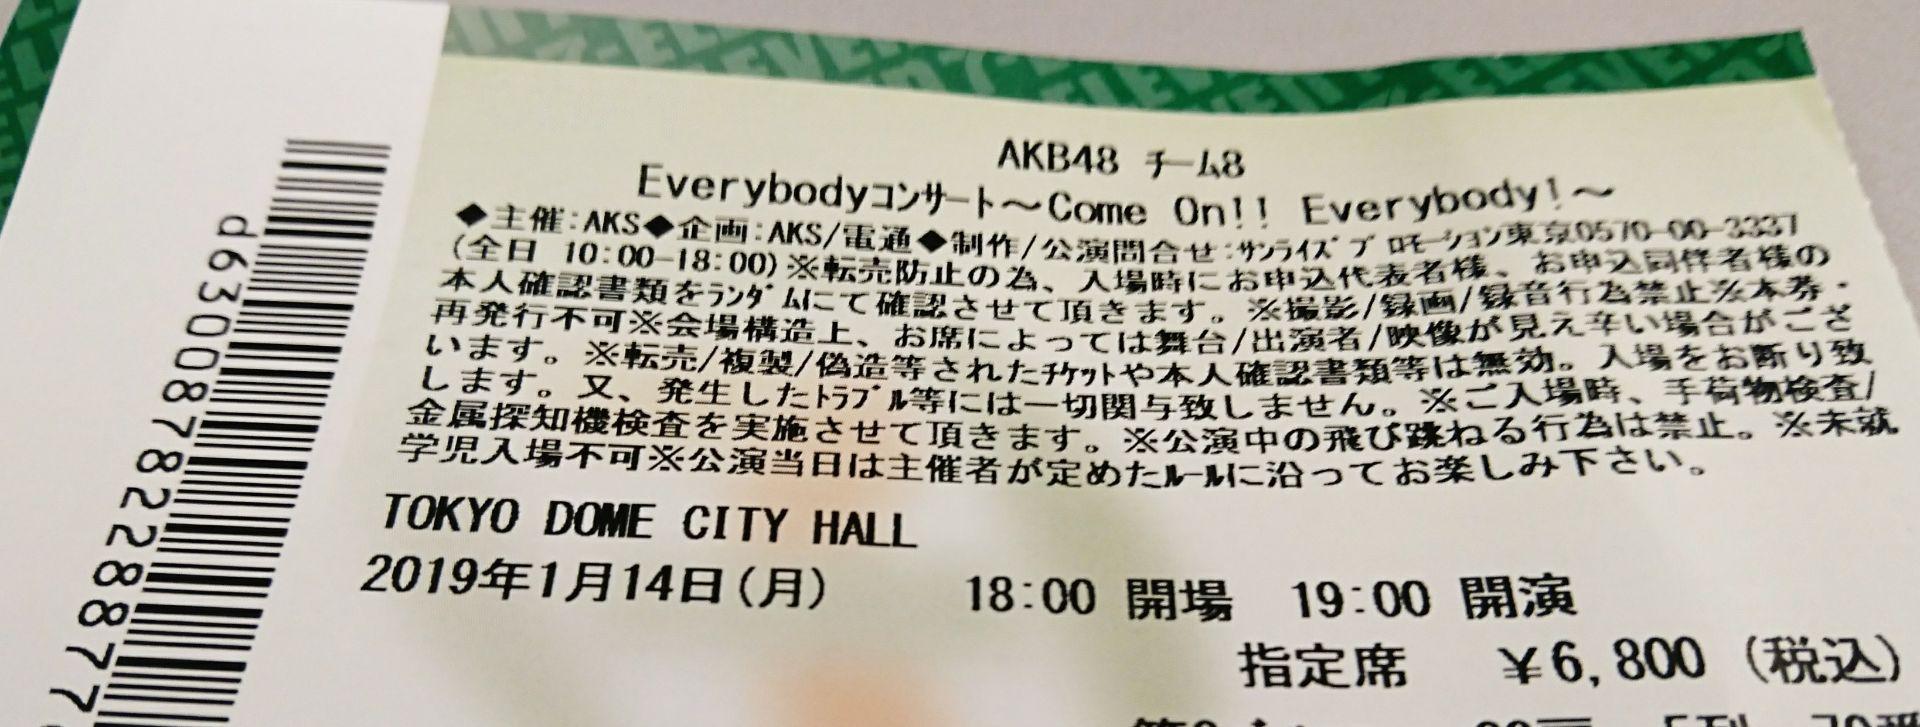 AKB48 チーム8
Everybodyコンサート～Come On!! Everybody!～
◆主催:AKS◆企画:AKS/電通◆制作/公演問合せ:サンライズプロモーション東京0570-00-3337
(全日 10:00-18:00)※転売防止の為、入場時にお申込代表者様、お申込同伴者様の
本人確認書類をランダムにて確認させて頂きます。※撮影/録画/録音行為禁止※本券・
再発行不可※会場構造上、お席によっては舞台/出演者/映像が見え辛い場合がござ
います。※転売/複製/偽造等されたチケットや本人確認書類等は無効。入場をお断り致
します。又、発生したトラブル等には一切関与致しません。※ご入場時、手荷物検査/
金属探知機検査を実施させて頂きます。※公演中の飛び跳ねる行為は禁止。※未就
学児入場不可※公演当日は主催者が定めたルールに沿ってお楽しみ下さい。
TOKYO DOME CITY HALL
2019年1月14日(月) 18:00 開場 19:00 開演
指定席 ￥6,800 (税込)
d6300878228877